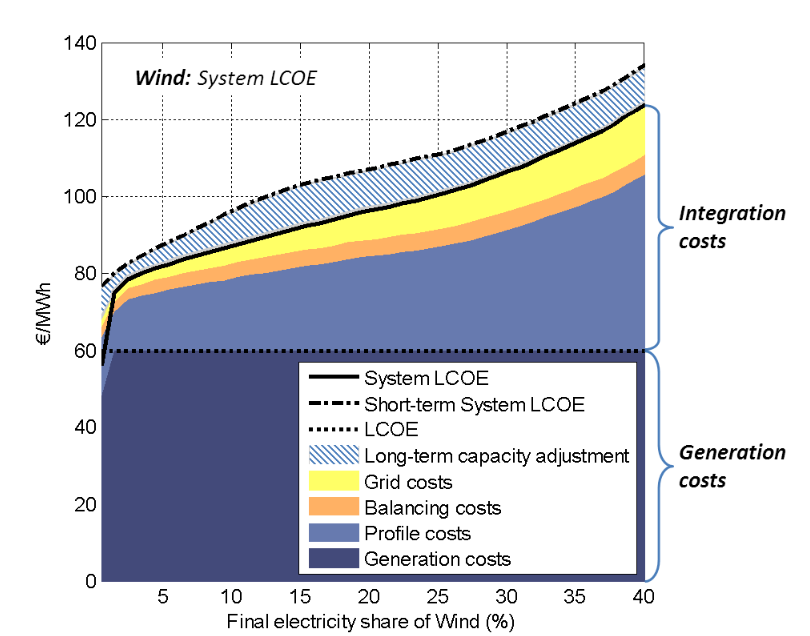 Wind: System LCOE
140
120
100
80
60
40
20
0
€/MWh
5
10
15
20
25
30
35
40
Final electricity share of Wind (%)
System LCOE
Short-term System LCOE
LCOE
Long-term capacity adjustment
Grid costs
Balancing costs
Profile costs
Generation costs
Integration
costs
Generation
costs